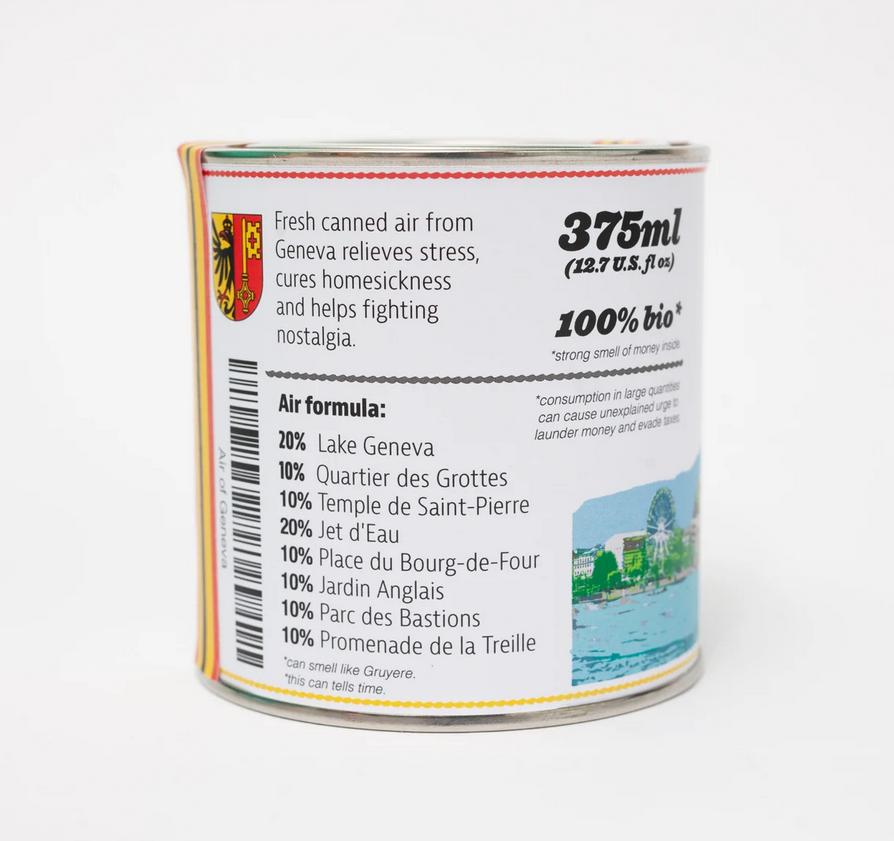 Fresh canned air from
Geneva relieves stress,
cures homesickness
and helps fighting
nostalgia.
375ml
(12.7 U.S. fl oz)
100% bio*
*strong smell of money inside.
*consumption in large quantities
can cause unexplained urge to
launder money and evade taxes.
Air formula:
20% Lake Geneva
10% Quartier des Grottes
10% Temple de Saint-Pierre
20% Jet d'Eau
10% Place du Bourg-de-Four
10% Jardin Anglais
10% Parc des Bastions
10% Promenade de la Treille
*can smell like Gruyere.
*this can tells time.
Air of Geneva